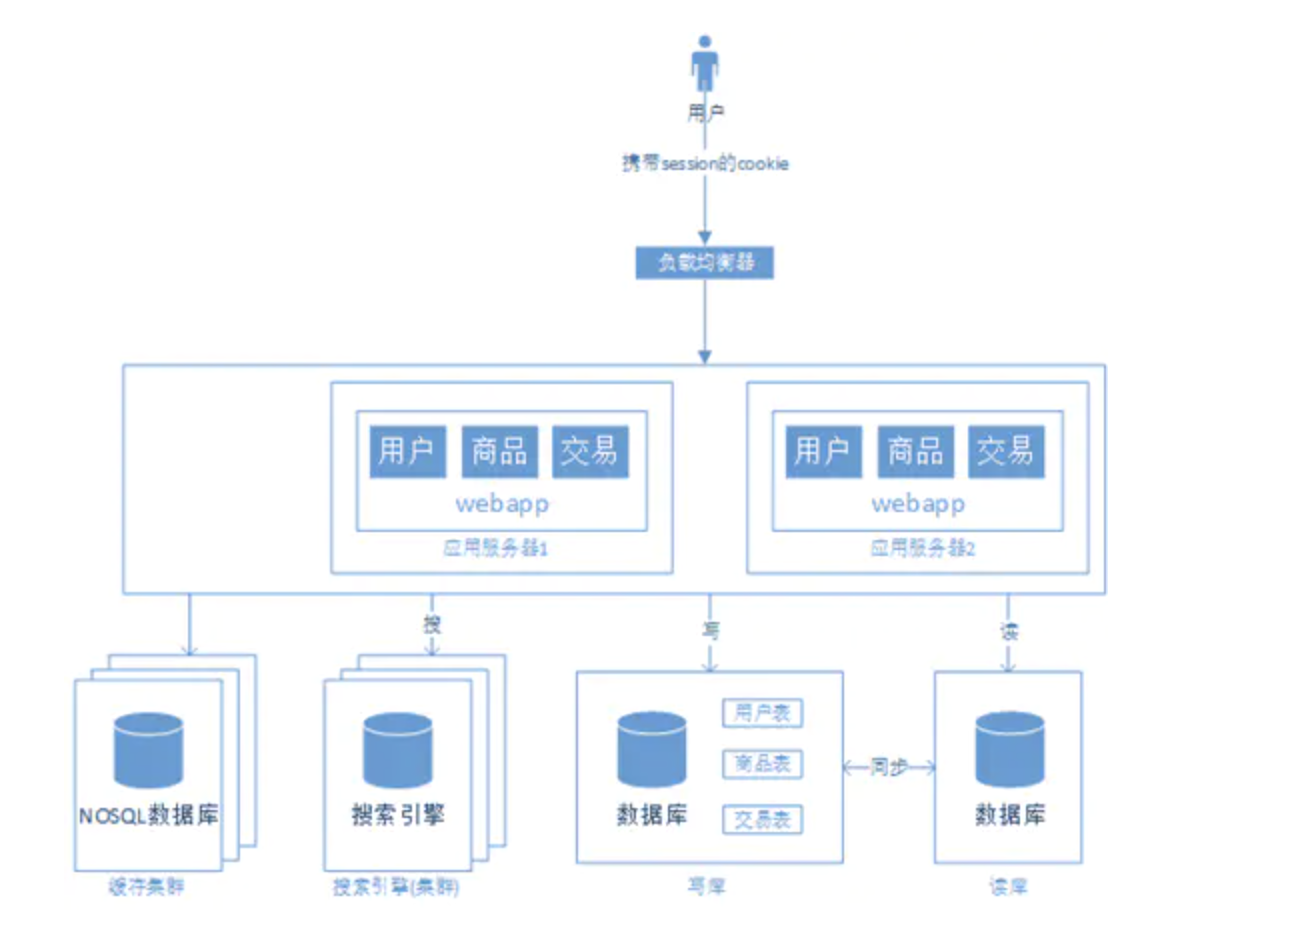 用户
携带session的cookie
负载均衡器
用户 商品 交易
webapp
应用服务器1
用户 商品 交易
webapp
应用服务器2
搜
写
读
NOSQL数据库
缓存集群
搜索引擎
搜索引擎(集群)
数据库
用户表
商品表
交易表
写库
同步
数据库
读库